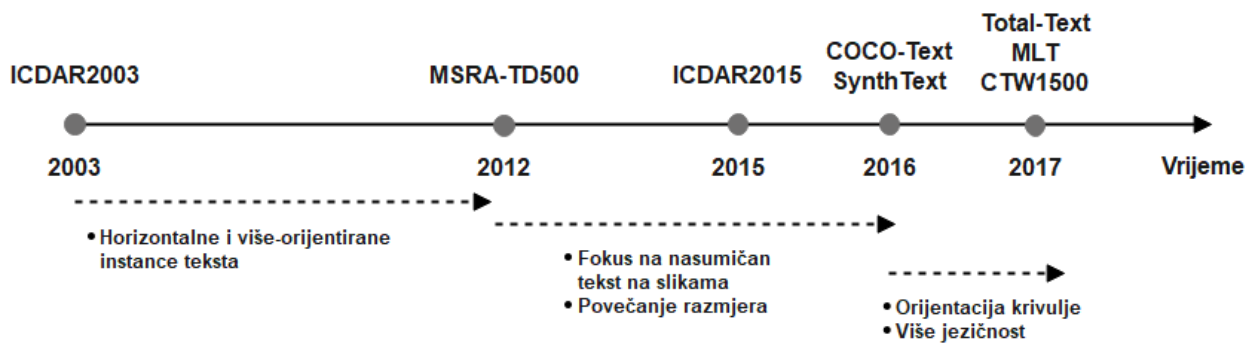 ICDAR2003
MSRA-TD500
ICDAR2015
COCO-Text
SynthText
Total-Text
MLT
CTW1500
2003
2012
2015
2016
2017
Vrijeme
• Horizontalne i više-orijentirane
instance teksta
• Fokus na nasumičan
tekst na slikama
• Povečanje razmjera
• Orijentacija krivulje
• Više jezičnost